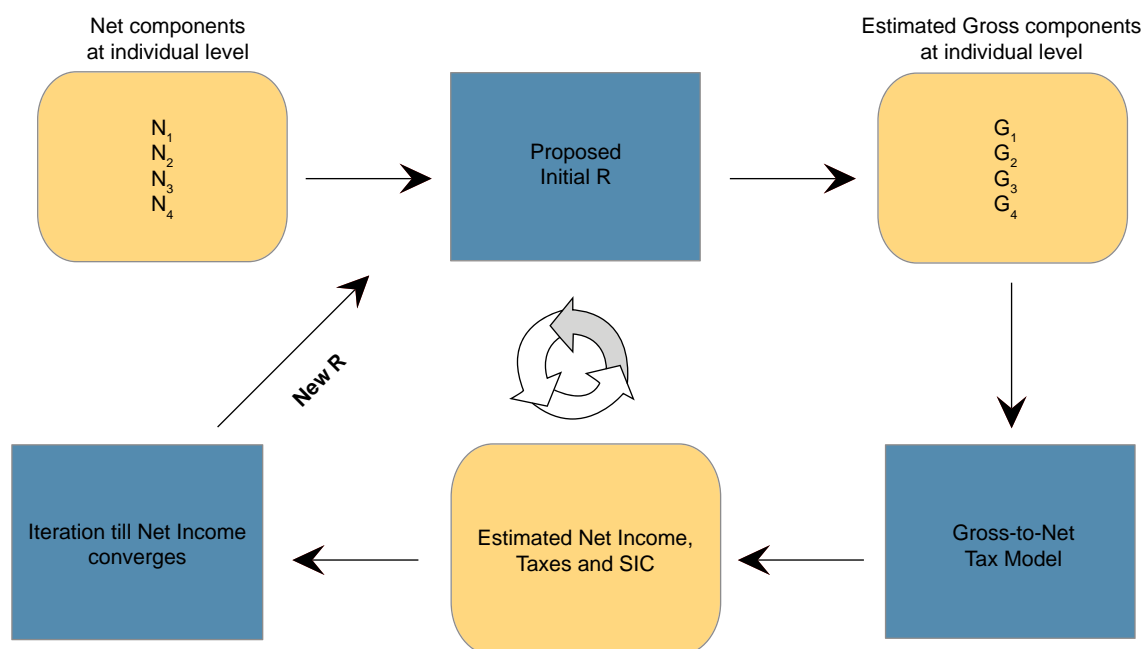 Net components
at individual level
Estimated Gross components
at individual level
N₁
N₂
N₃
N₄
Proposed
Initial R
G₁
G₂
G₃
G₄
New R
Iteration till Net Income
converges
Estimated Net Income,
Taxes and SIC
Gross-to-Net
Tax Model